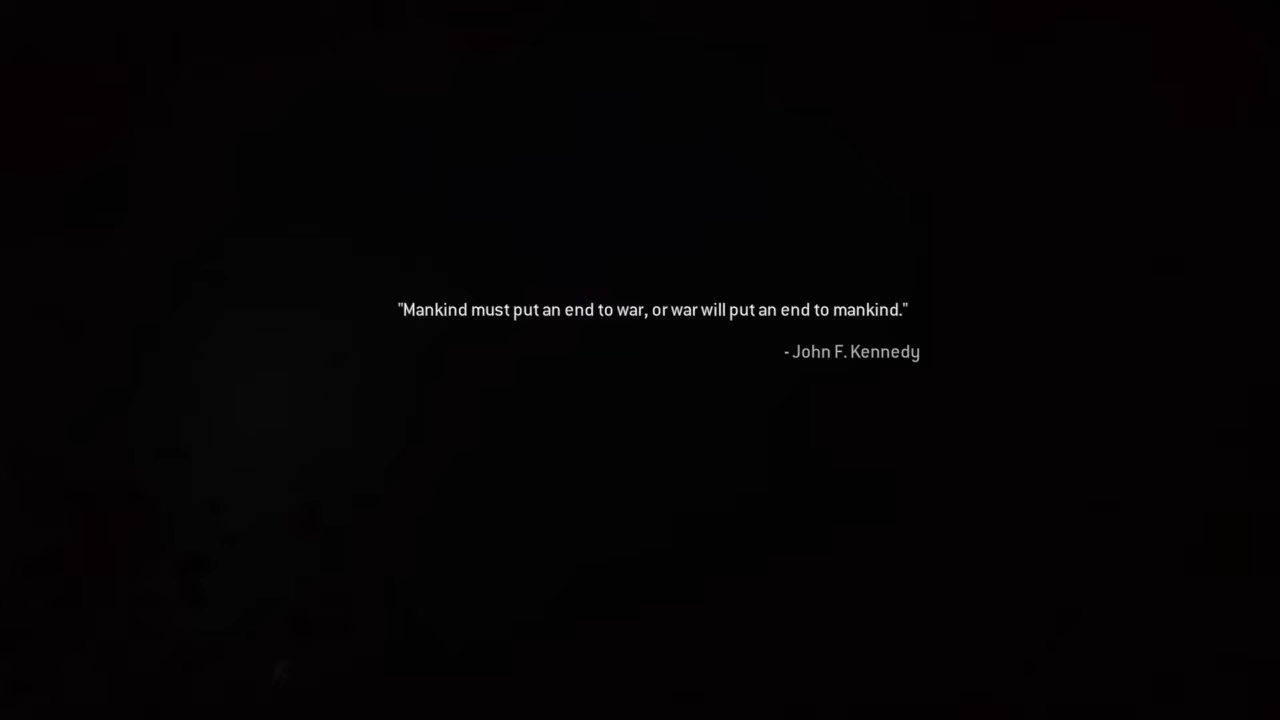 "Mankind must put an end to war, or war will put an end to mankind."
- John F. Kennedy